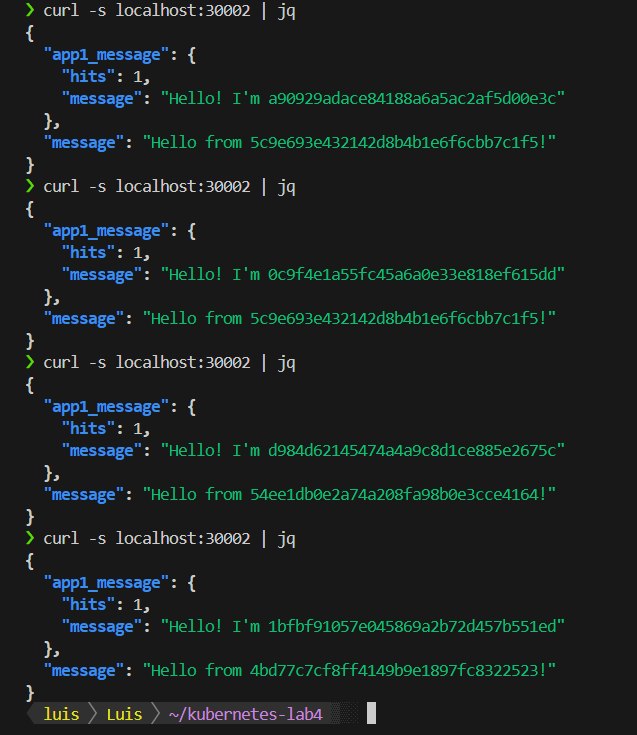 ❯ curl -s localhost:30002 | jq
{
  "app1_message": {
    "hits": 1,
    "message": "Hello! I'm a90929adace84188a6a5ac2af5d00e3c"
  },
  "message": "Hello from 5c9e693e432142d8b4b1e6f6cbb7c1f5!"
}
❯ curl -s localhost:30002 | jq
{
  "app1_message": {
    "hits": 1,
    "message": "Hello! I'm 0c9f4e1a55fc45a6a0e33e818ef615dd"
  },
  "message": "Hello from 5c9e693e432142d8b4b1e6f6cbb7c1f5!"
}
❯ curl -s localhost:30002 | jq
{
  "app1_message": {
    "hits": 1,
    "message": "Hello! I'm d984d62145474a4a9c8d1ce885e2675c"
  },
  "message": "Hello from 54ee1db0e2a74a208fa98b0e3cce4164!"
}
❯ curl -s localhost:30002 | jq
{
  "app1_message": {
    "hits": 1,
    "message": "Hello! I'm 1bfbf91057e045869a2b72d457b551ed"
  },
  "message": "Hello from 4bd77c7cf8ff4149b9e1897fc8322523!"
}
luis Luis ~/kubernetes-lab4